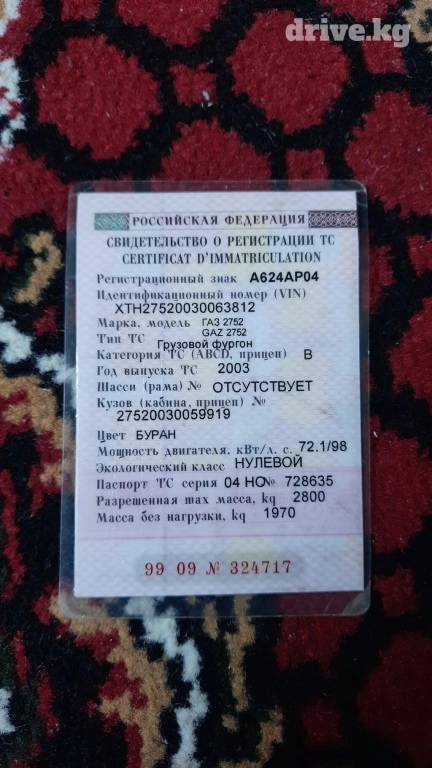 drive.kg
РОССИЙСКАЯ ФЕДЕРАЦИЯ
СВИДЕТЕЛЬСТВО О РЕГИСТРАЦИИ ТС
CERTIFICAT D'IMMATRICULATION
Регистрационный знак А624АР04
Идентификационный номер (VIN)
XTH27520030063812
Марка, модель ГАЗ 2752
GAZ 2752
Тип ТС Грузовой фургон
Категория ТС (ABCD, прицеп) B
Год выпуска ТС 2003
Шасси (рама) № ОТСУТСТВУЕТ
Кузов (кабина, прицеп) №
27520030059919
Цвет БУРАН
Мощность двигателя, кВт/л. с. 72.1/98
Экологический класс НУЛЕВОЙ
Паспорт ТС серия 04 НО № 728635
Разрешенная max масса, kg 2800
Масса без нагрузки, kg 1970
99 09 № 324717